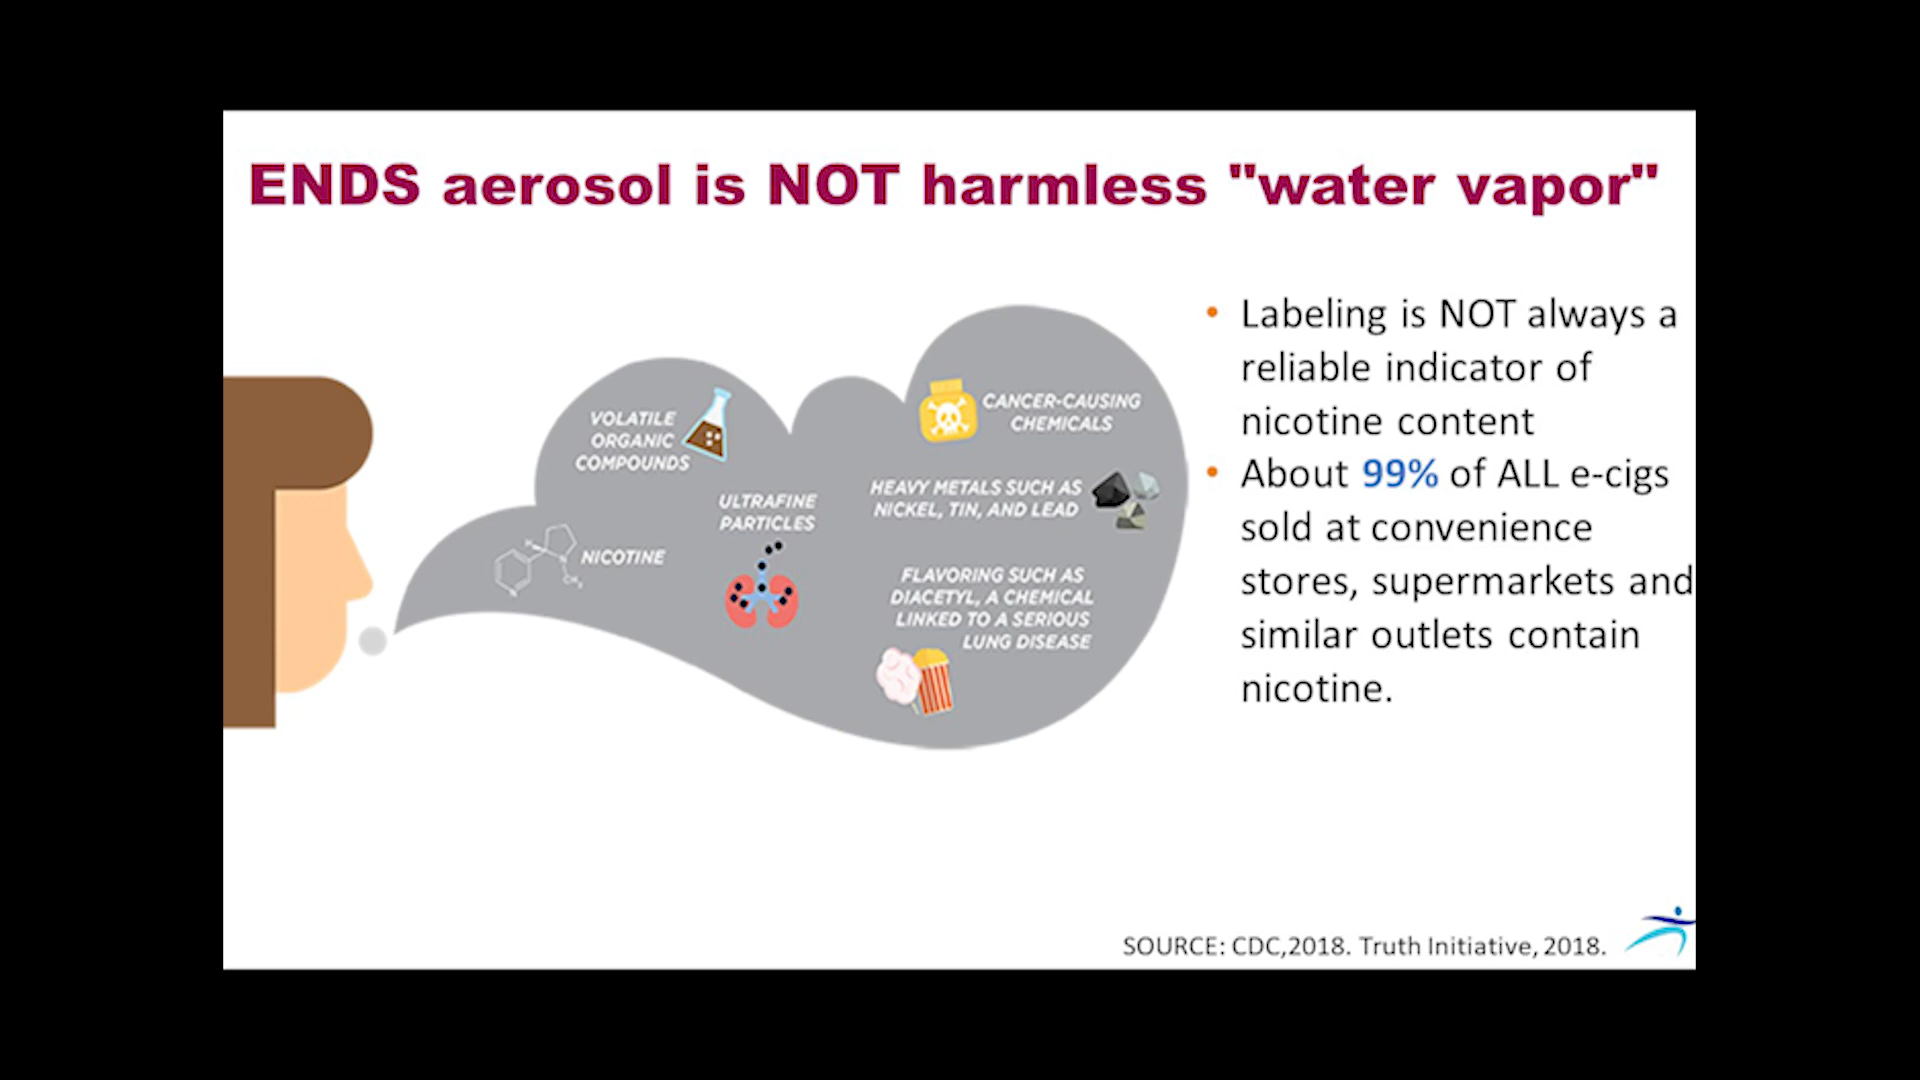 ENDS aerosol is NOT harmless "water vapor"
VOLATILE
ORGANIC
COMPOUNDS
ULTRAFINE
PARTICLES
NICOTINE
H
N
N
CH3
CANCER-CAUSING
CHEMICALS
HEAVY METALS SUCH AS
NICKEL, TIN, AND LEAD
FLAVORING SUCH AS
DIACETYL, A CHEMICAL
LINKED TO A SERIOUS
LUNG DISEASE
• Labeling is NOT always a
reliable indicator of
nicotine content
• About 99% of ALL e-cigs
sold at convenience
stores, supermarkets and
similar outlets contain
nicotine.
SOURCE: CDC,2018. Truth Initiative, 2018.